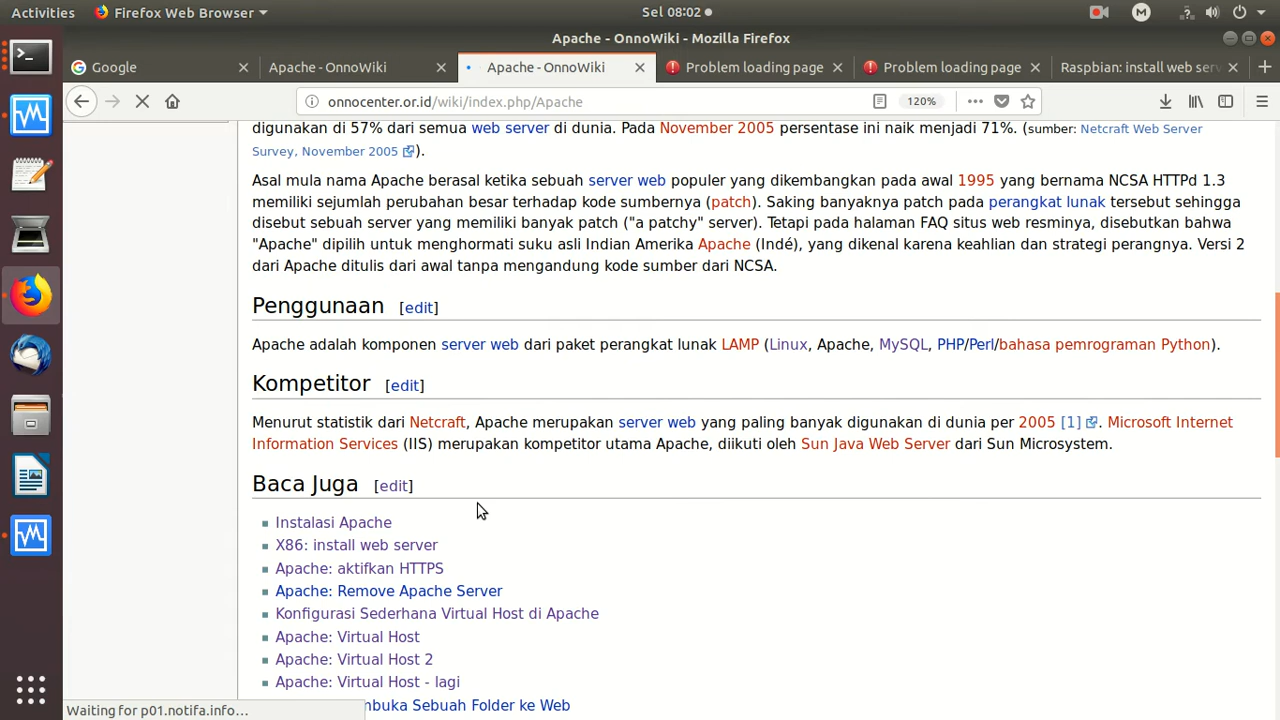 Activities Firefox Web Browser Sel 08:02 M ?
Apache - OnnoWiki - Mozilla Firefox
Google Apache - OnnoWiki Apache - OnnoWiki Problem loading page Problem loading page Raspbian: install web serv
onnocenter.or.id/wiki/index.php/Apache 120%
digunakan di 57% dari semua web server di dunia. Pada November 2005 persentase ini naik menjadi 71%. (sumber: Netcraft Web Server
Survey, November 2005 ).
Asal mula nama Apache berasal ketika sebuah server web populer yang dikembangkan pada awal 1995 yang bernama NCSA HTTPd 1.3
memiliki sejumlah perubahan besar terhadap kode sumbernya (patch). Saking banyaknya patch pada perangkat lunak tersebut sehingga
disebut sebuah server yang memiliki banyak patch ("a patchy" server). Tetapi pada halaman FAQ situs web resminya, disebutkan bahwa
"Apache" dipilih untuk menghormati suku asli Indian Amerika Apache (Indé), yang dikenal karena keahlian dan strategi perangnya. Versi 2
dari Apache ditulis dari awal tanpa mengandung kode sumber dari NCSA.
Penggunaan [edit]
Apache adalah komponen server web dari paket perangkat lunak LAMP (Linux, Apache, MySQL, PHP/Perl/bahasa pemrograman Python).
Kompetitor [edit]
Menurut statistik dari Netcraft, Apache merupakan server web yang paling banyak digunakan di dunia per 2005 [1] . Microsoft Internet
Information Services (IIS) merupakan kompetitor utama Apache, diikuti oleh Sun Java Web Server dari Sun Microsystem.
Baca Juga [edit]
Instalasi Apache
X86: install web server
Apache: aktifkan HTTPS
Apache: Remove Apache Server
Konfigurasi Sederhana Virtual Host di Apache
Apache: Virtual Host
Apache: Virtual Host 2
Apache: Virtual Host - lagi
Sebuah Folder ke Web
Waiting for p01.notifa.info…